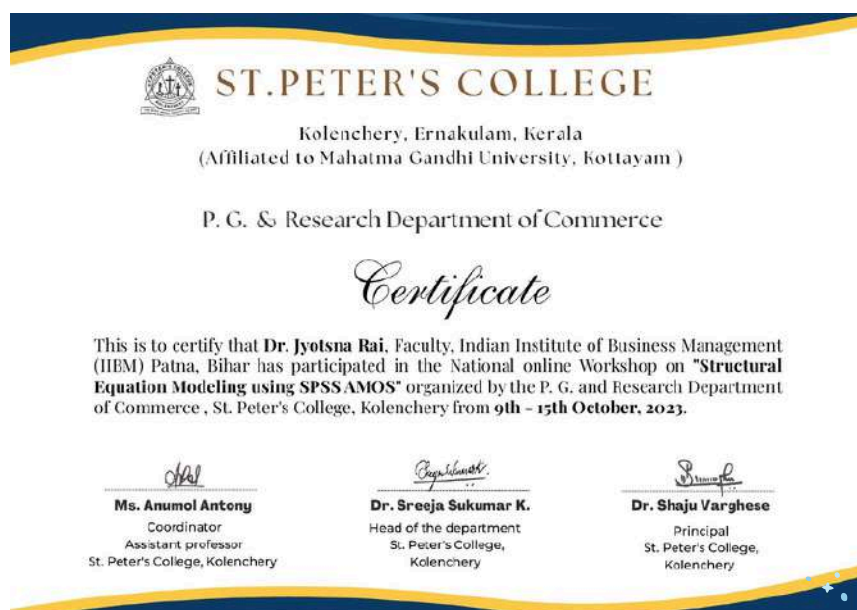 ST.PETER'S COLLEGE
Kolenchery, Ernakulam, Kerala
(Affiliated to Mahatma Gandhi University, Kottayam )
P. G. & Research Department of Commerce
Certificate
This is to certify that Dr. Jyotsna Rai, Faculty, Indian Institute of Business Management
(IIBM) Patna, Bihar has participated in the National online Workshop on "Structural
Equation Modeling using SPSS AMOS" organized by the P. G. and Research Department
of Commerce , St. Peter's College, Kolenchery from 9th - 15th October, 2023.
Ms. Anumol Antony
Coordinator
Assistant professor
St. Peter's College, Kolenchery
Dr. Sreeja Sukumar K.
Head of the department
St. Peter's College,
Kolenchery
Dr. Shaju Varghese
Principal
St. Peter's College,
Kolenchery